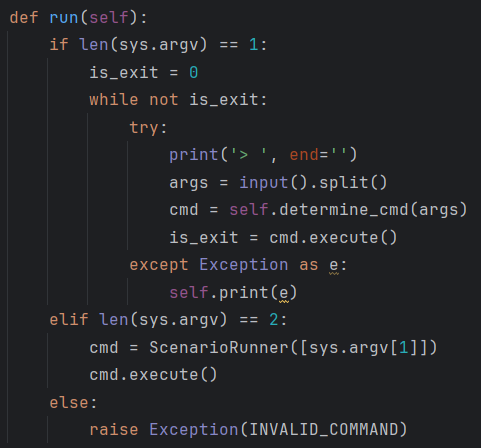 def run(self):
    if len(sys.argv) == 1:
        is_exit = 0
        while not is_exit:
            try:
                print('> ', end='')
                args = input().split()
                cmd = self.determine_cmd(args)
                is_exit = cmd.execute()
            except Exception as e:
                self.print(e)
    elif len(sys.argv) == 2:
        cmd = ScenarioRunner([sys.argv[1]])
        cmd.execute()
    else:
        raise Exception(INVALID_COMMAND)